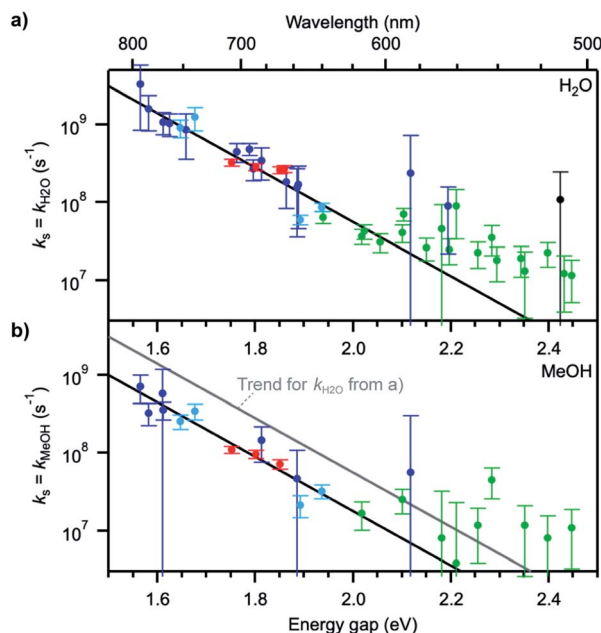 Wavelength (nm)
a)
800 700 600 500
H₂O
kₛ = k_H2O (s⁻¹)
10⁹
10⁸
10⁷
1.6 1.8 2.0 2.2 2.4
b)
MeOH
Trend for k_H2O from a)
kₛ = k_MeOH (s⁻¹)
10⁹
10⁸
10⁷
1.6 1.8 2.0 2.2 2.4
Energy gap (eV)